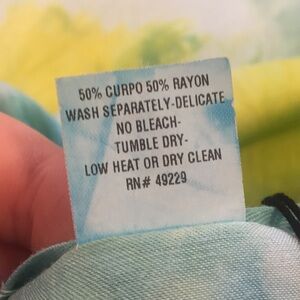 50% CURPO 50% RAYON
WASH SEPARATELY-DELICATE
NO BLEACH-
TUMBLE DRY-
LOW HEAT OR DRY CLEAN
RN# 49229